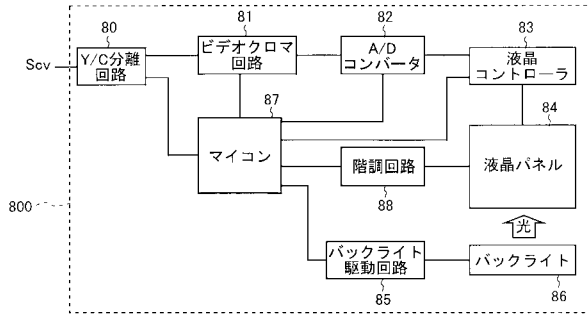 80
81
82
83
Scv
Y/C分離
回路
ビデオクロマ
回路
A/D
コンバータ
液晶
コントローラ
87
84
マイコン
階調回路
88
液晶パネル
800
光
バックライト
駆動回路
85
バックライト
86